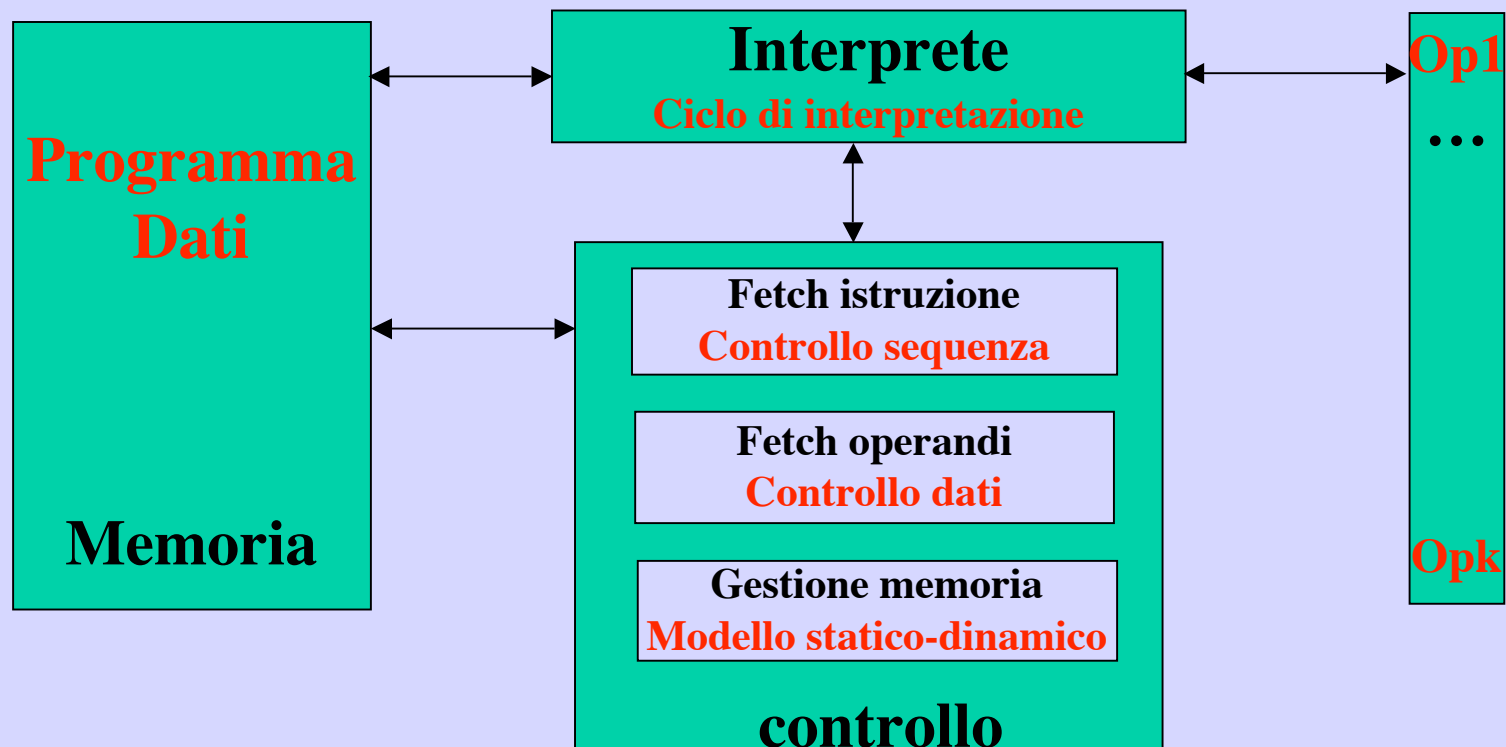 Programma
Dati
Memoria
Interprete
Ciclo di interpretazione
Fetch istruzione
Controllo sequenza
Fetch operandi
Controllo dati
Gestione memoria
Modello statico-dinamico
controllo
Op1
...
Opk